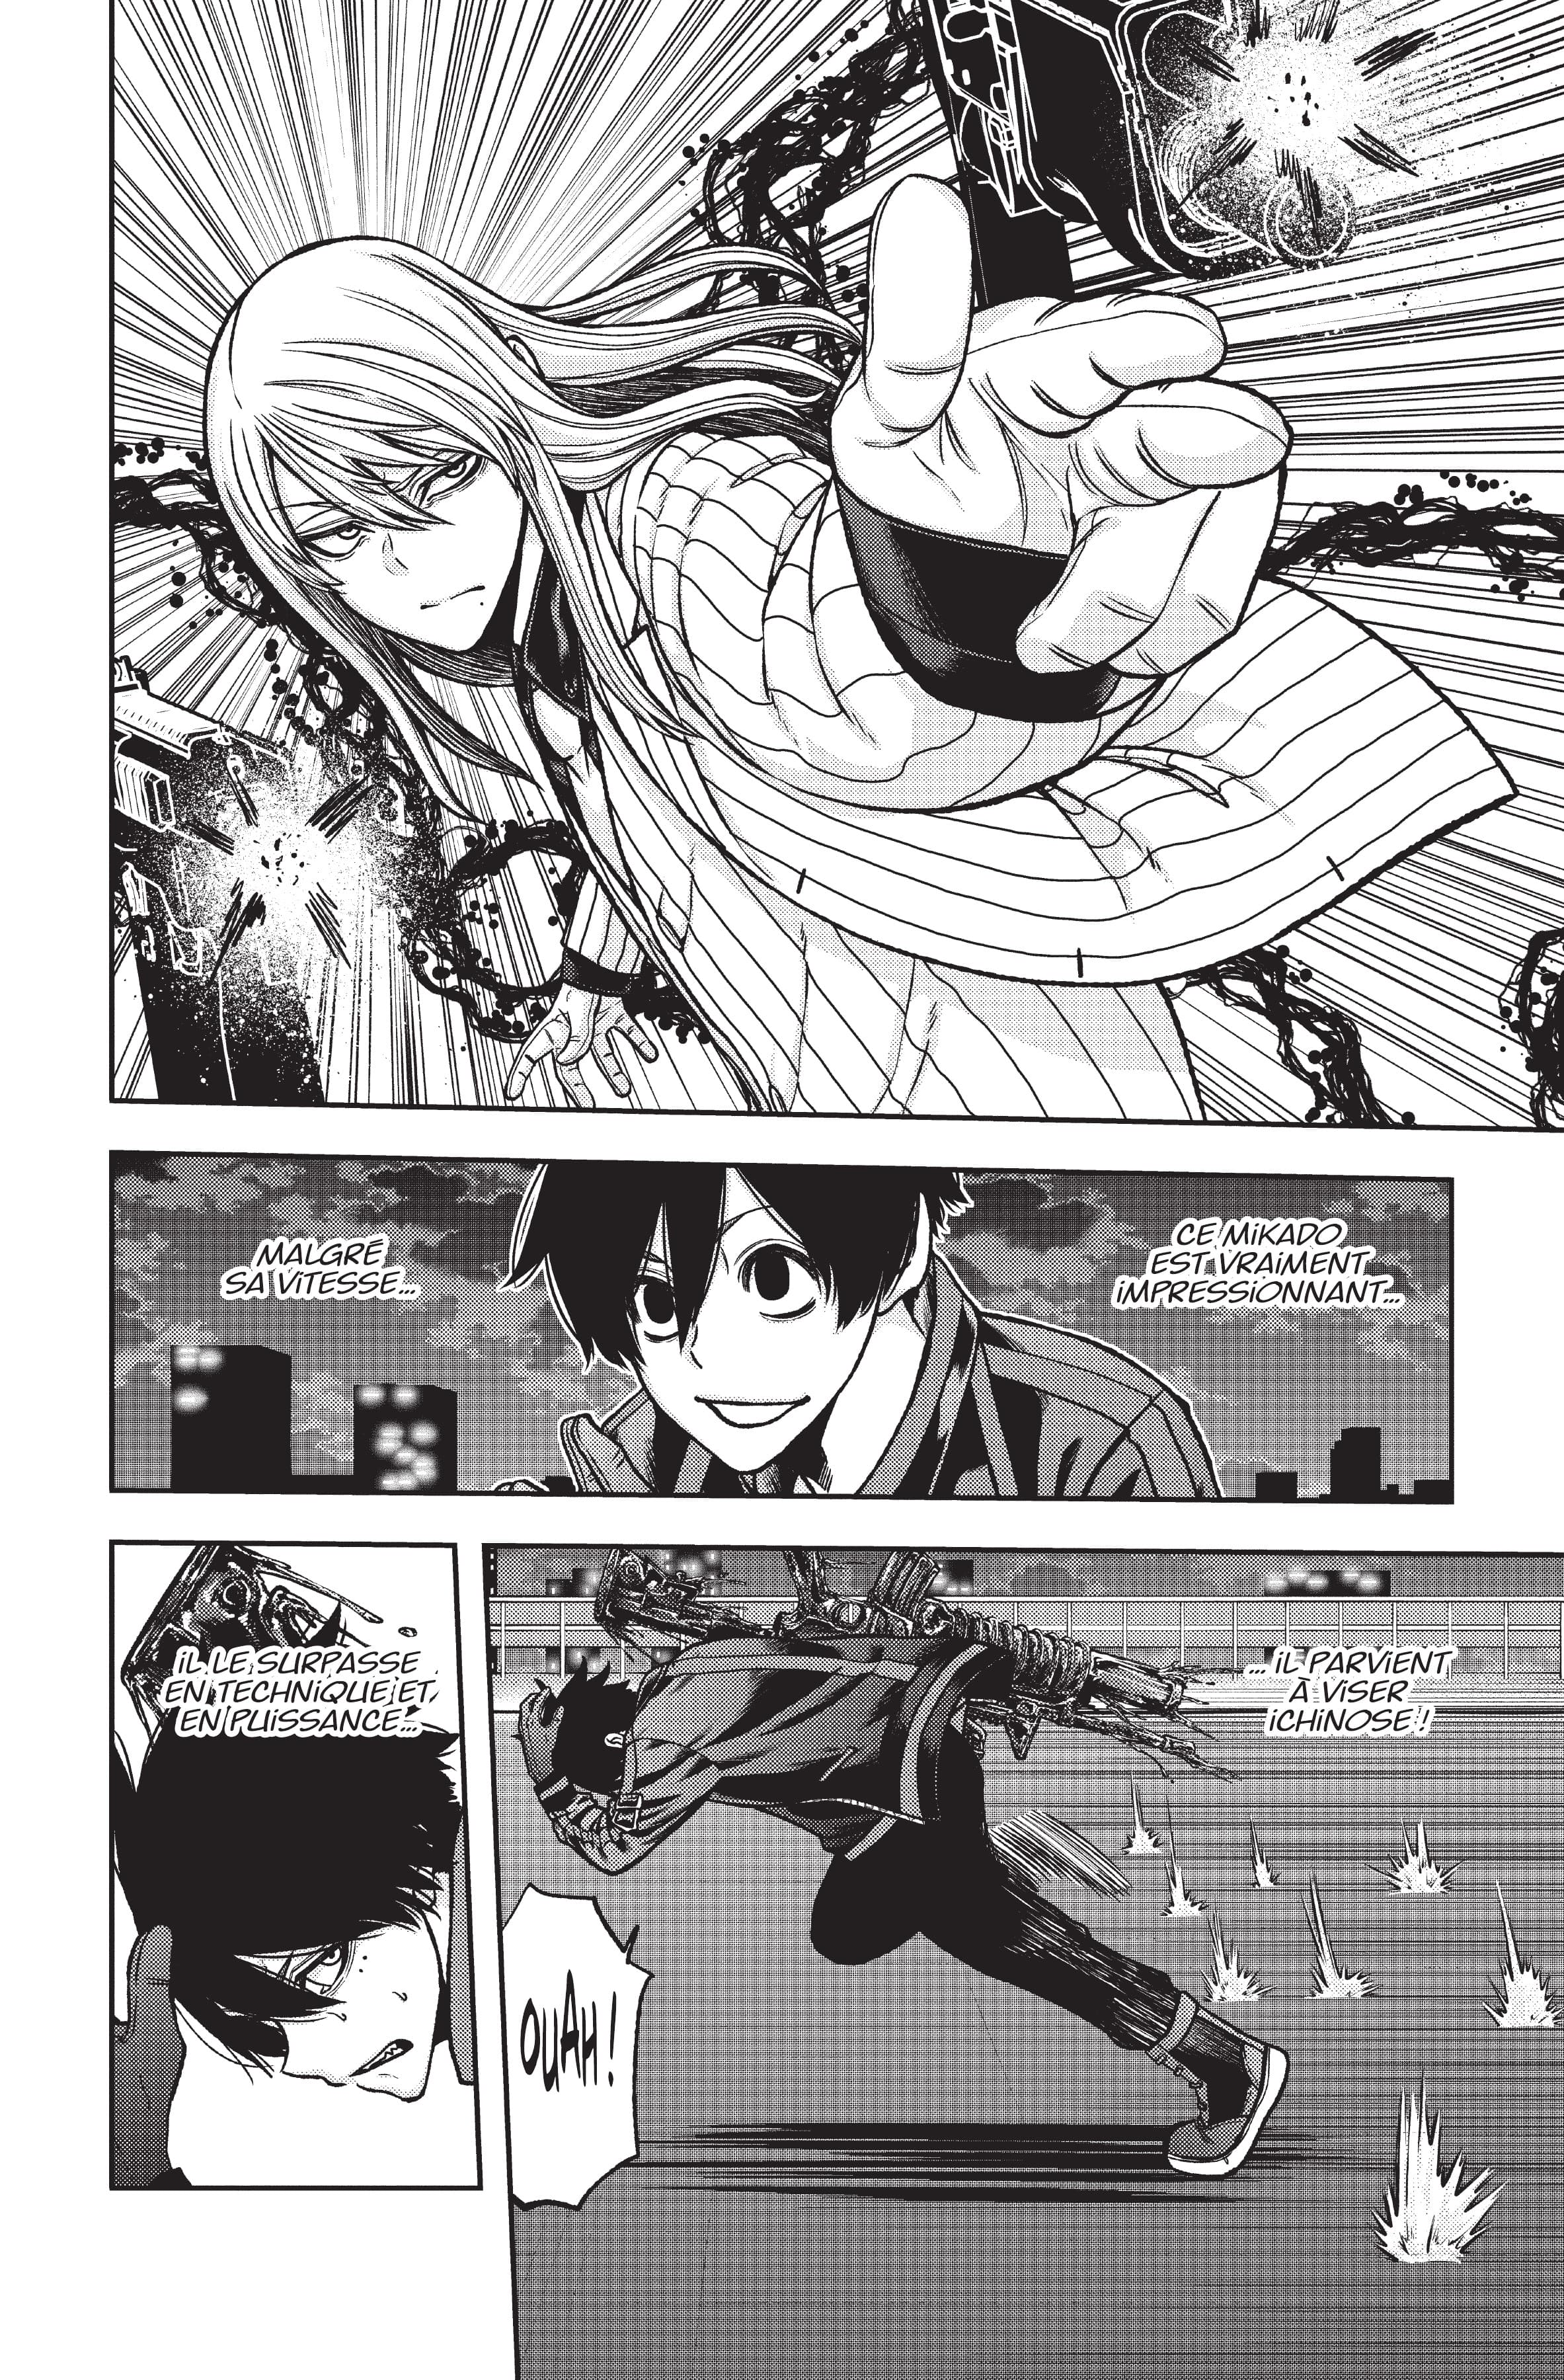 CE MIKADO
EST VRAIMENT
IMPRESSIONNANT...
MALGRÉ
SA VITESSE...
... IL PARVIENT
À VISER
ICHINOSE !
OUAH !
IL LE SURPASSE
EN TECHNIQUE ET
EN PUISSANCE...